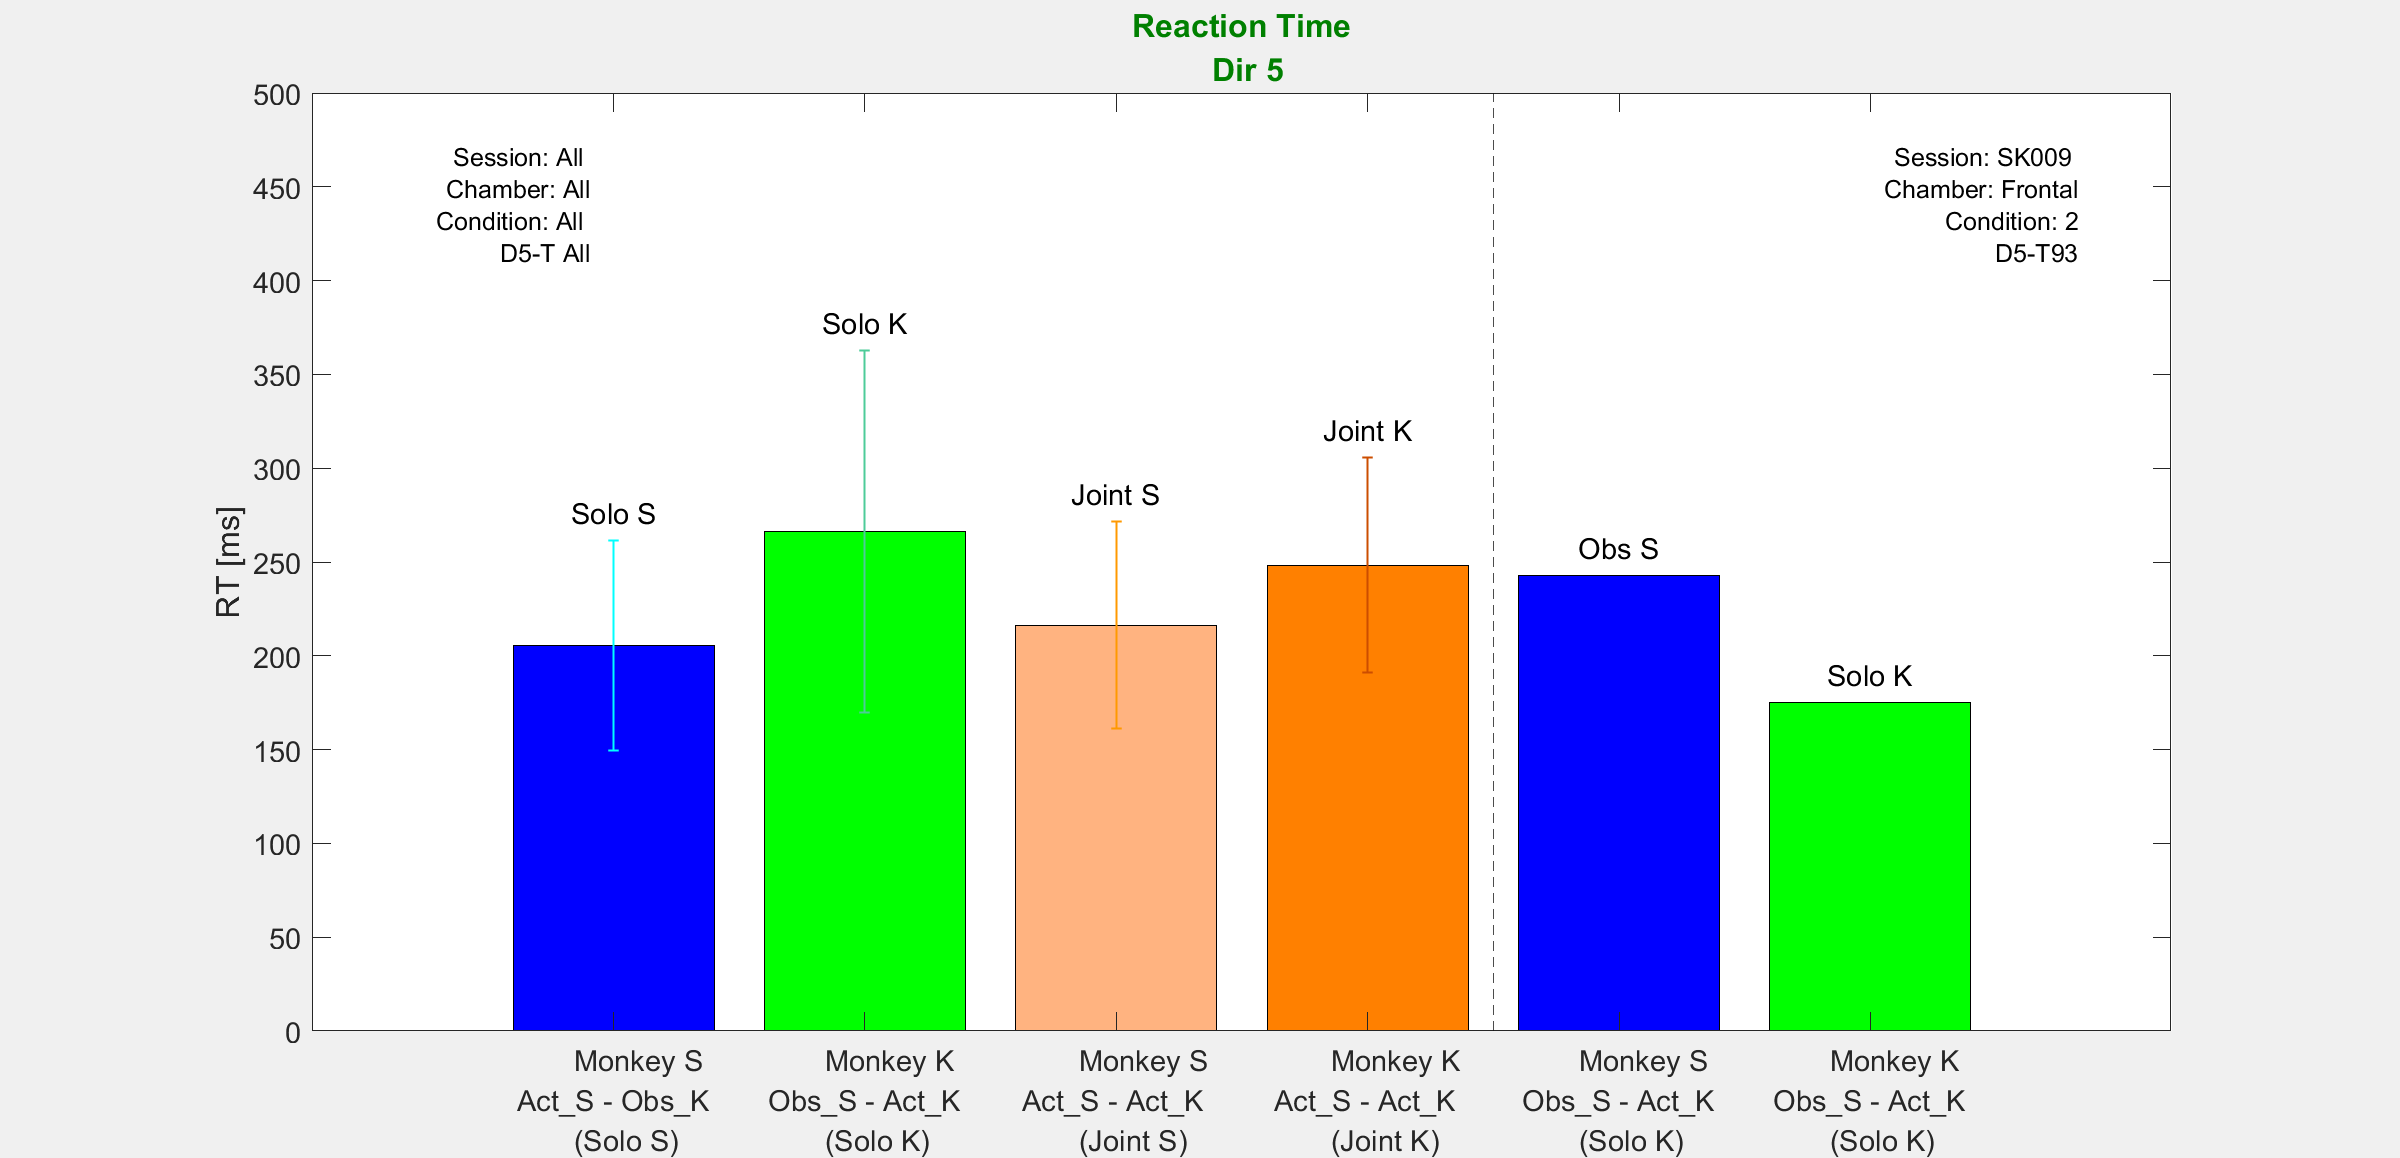 Reaction Time
Dir 5
RT [ms]
500
450
400
350
300
250
200
150
100
50
0
Session: All
Chamber: All
Condition: All
D5-T All
Session: SK009
Chamber: Frontal
Condition: 2
D5-T93
Solo S
Solo K
Joint S
Joint K
Obs S
Solo K
Monkey S
Act_S - Obs_K
(Solo S)
Monkey K
Obs_S - Act_K
(Solo K)
Monkey S
Act_S - Act_K
(Joint S)
Monkey K
Act_S - Act_K
(Joint K)
Monkey S
Obs_S - Act_K
(Solo K)
Monkey K
Obs_S - Act_K
(Solo K)